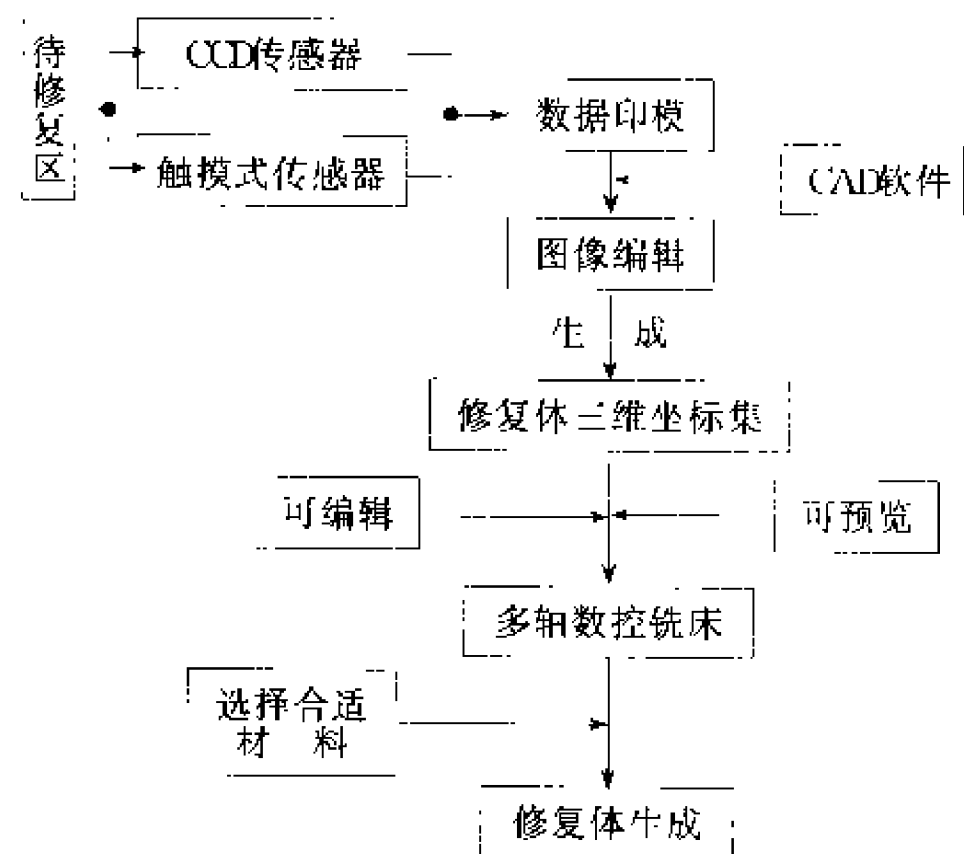 待修复区
CCD传感器
数据印模
触摸式传感器
CAD软件
图像编辑
生 成
修复体三维坐标集
可编辑
可预览
多轴数控铣床
选择合适
材 料
修复体生成